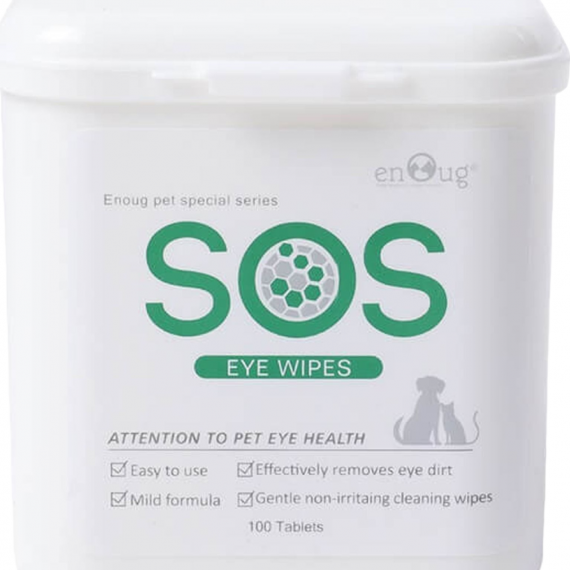 enOug®
Enoug pet special series
SOS
EYE WIPES
ATTENTION TO PET EYE HEALTH
Easy to use
Effectively removes eye dirt
Mild formula
Gentle non-irritaing cleaning wipes
100 Tablets